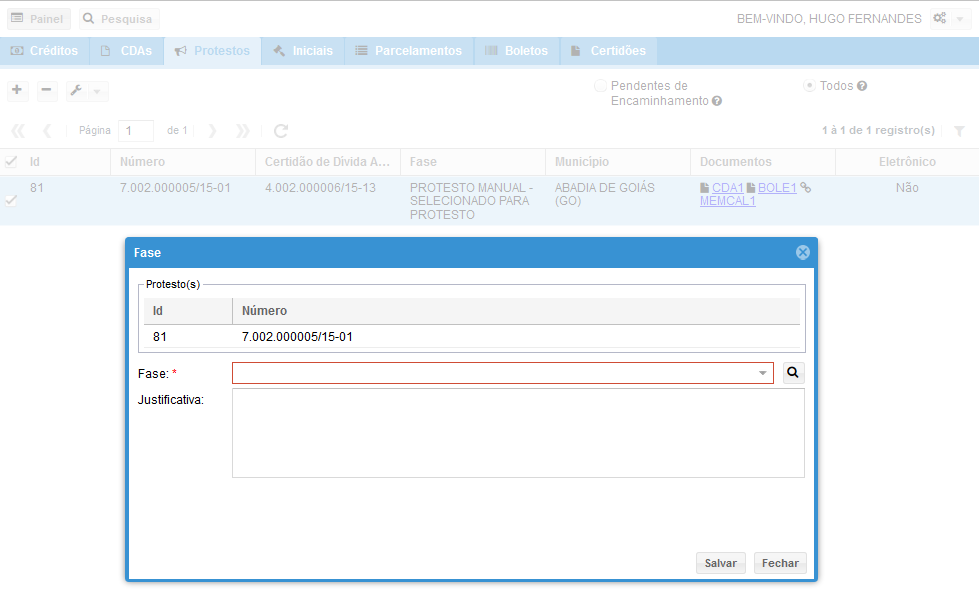 Painel Pesquisa BEM-VINDO, HUGO FERNANDES
Créditos CDAs Protestos Iniciais Parcelamentos Boletos Certidões
Pendentes de Todos
Encaminhamento
Página 1 de 1 1 à 1 de 1 registro(s)
Id Número Certidão de Dívida A... Fase Município Documentos Eletrônico
81 7.002.000005/15-01 4.002.000006/15-13 PROTESTO MANUAL - ABADIA DE GOIÁS CDA1 BOLE1 Não
SELECIONADO PARA (GO) MEMCAL1
PROTESTO
Fase
Protesto(s)
Id Número
81 7.002.000005/15-01
Fase: *
Justificativa:
Salvar Fechar